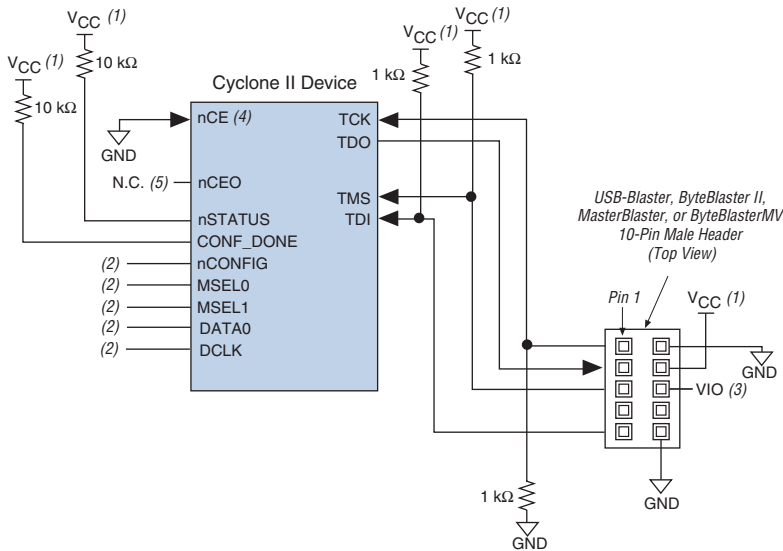 VCC (1)
VCC (1)
10 kΩ
10 kΩ
VCC (1)
VCC (1)
1 kΩ
1 kΩ
Cyclone II Device
GND
nCE (4)
TCK
TDO
N.C. (5)
nCEO
TMS
nSTATUS
TDI
CONF_DONE
(2)
nCONFIG
(2)
MSEL0
(2)
MSEL1
(2)
DATA0
(2)
DCLK
USB-Blaster, ByteBlaster II,
MasterBlaster, or ByteBlasterMV
10-Pin Male Header
(Top View)
Pin 1
VCC (1)
GND
VIO (3)
GND
1 kΩ
GND